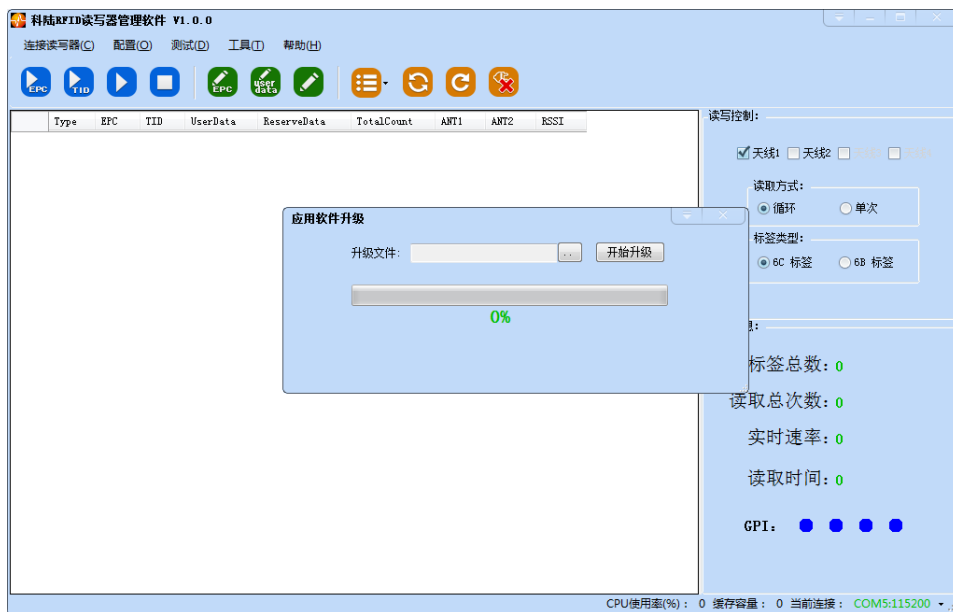 科陆RFID读写器管理软件 V1.0.0
连接读写器(C) 配置(O) 测试(D) 工具(T) 帮助(H)
EPC TID EPC user data
Type EPC TID UserData ReserveData TotalCount ANT1 ANT2 RSSI
读写控制:
天线1 天线2
读取方式:
循环 单次
标签类型:
6C 标签 6B 标签
应用软件升级
升级文件: .. 开始升级
0%
标签总数: 0
读取总次数: 0
实时速率: 0
读取时间: 0
GPI:
CPU使用率(%) : 0 缓存容量 : 0 当前连接 : COM5:115200